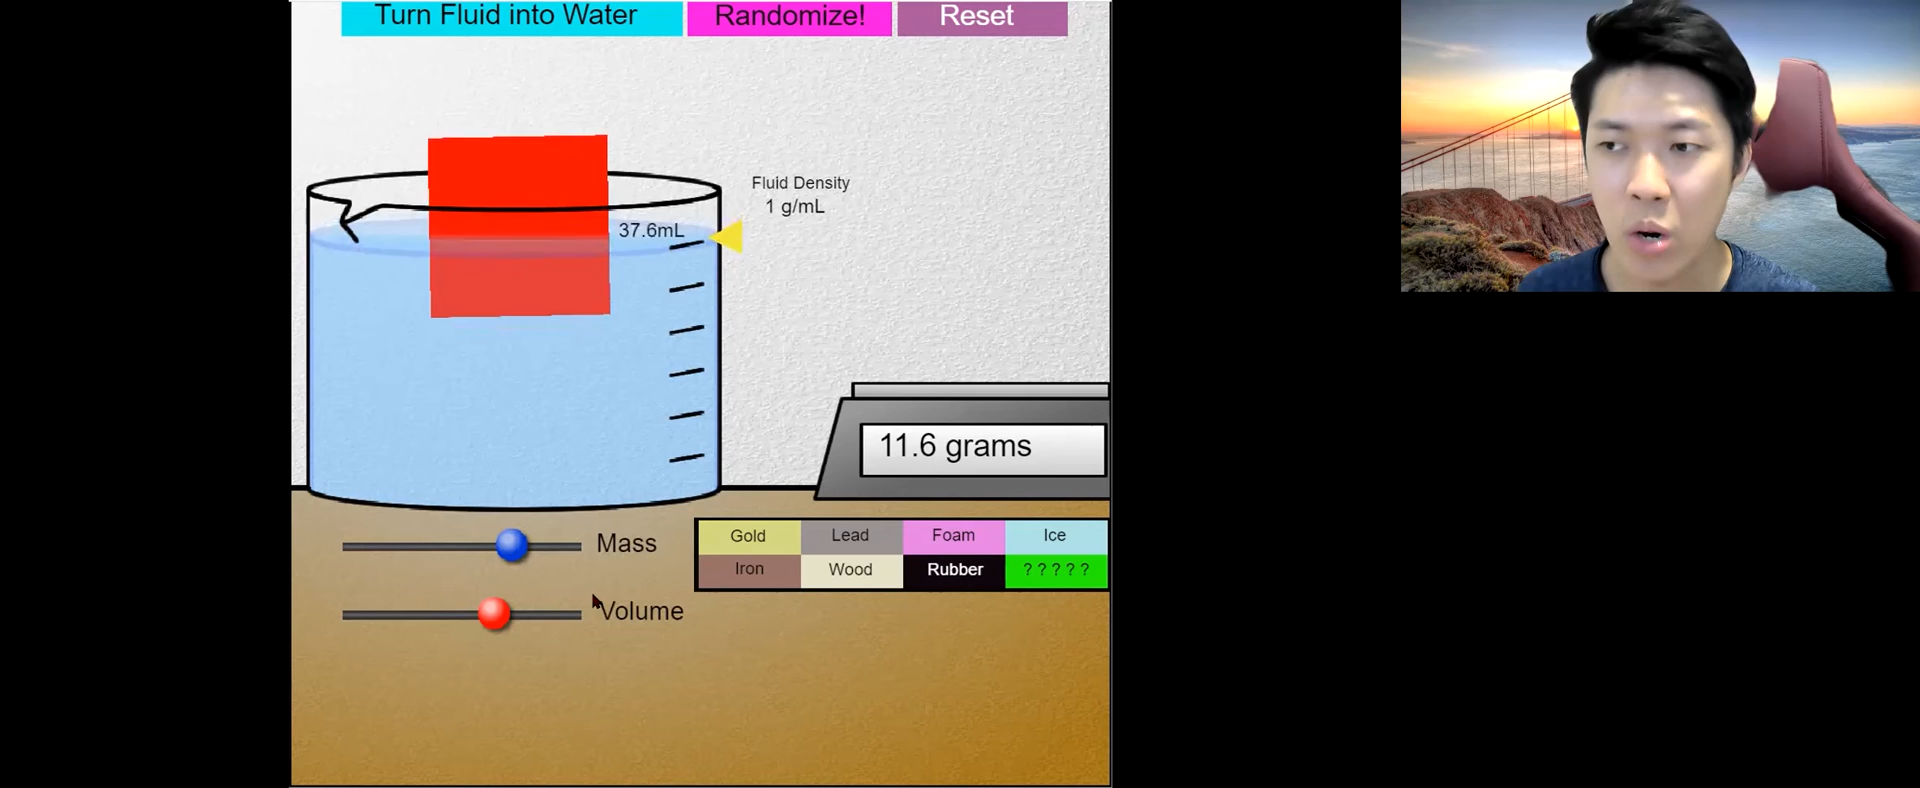 Turn Fluid into Water
Randomize!
Reset
Fluid Density
1 g/mL
37.6mL
11.6 grams
Mass
Volume
Gold
Lead
Foam
Ice
Iron
Wood
Rubber
? ? ? ? ?